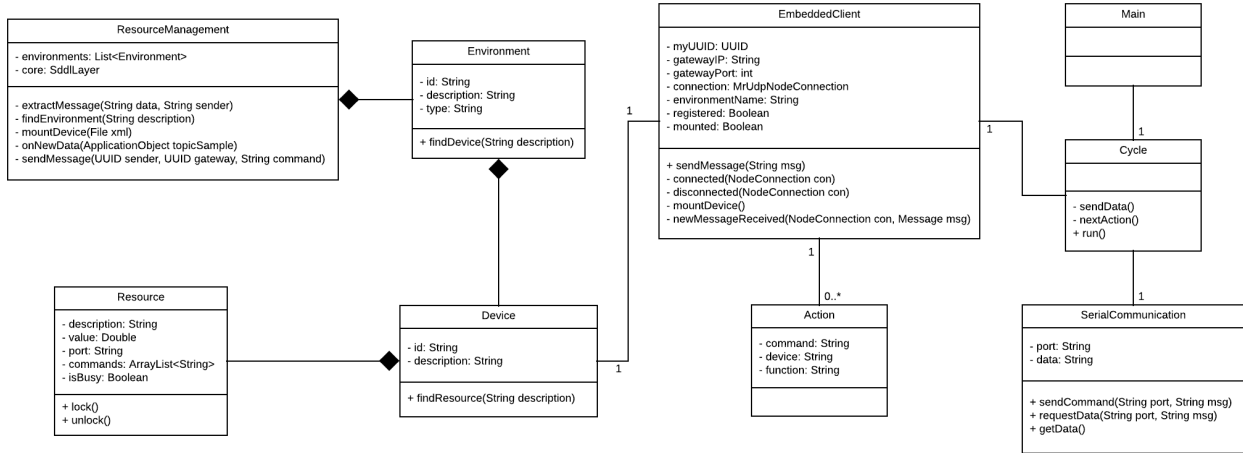 ResourceManagement
- environments: List<Environment>
- core: SddlLayer
- extractMessage(String data, String sender)
- findEnvironment(String description)
- mountDevice(File xml)
- onNewData(ApplicationObject topicSample)
- sendMessage(UUID sender, UUID gateway, String command)
Environment
- id: String
- description: String
- type: String
+ findDevice(String description)
EmbeddedClient
- myUUID: UUID
- gatewayIP: String
- gatewayPort: int
- connection: MrUdpNodeConnection
- environmentName: String
- registered: Boolean
- mounted: Boolean
+ sendMessage(String msg)
- connected(NodeConnection con)
- disconnected(NodeConnection con)
- mountDevice()
- newMessageReceived(NodeConnection con, Message msg)
Main
1
1
1
Cycle
- sendData()
- nextAction()
+ run()
1
0..*
1
Resource
- description: String
- value: Double
- port: String
- commands: ArrayList<String>
- isBusy: Boolean
+ lock()
+ unlock()
Device
- id: String
- description: String
+ findResource(String description)
1
Action
- command: String
- device: String
- function: String
SerialCommunication
- port: String
- data: String
+ sendCommand(String port, String msg)
+ requestData(String port, String msg)
+ getData()